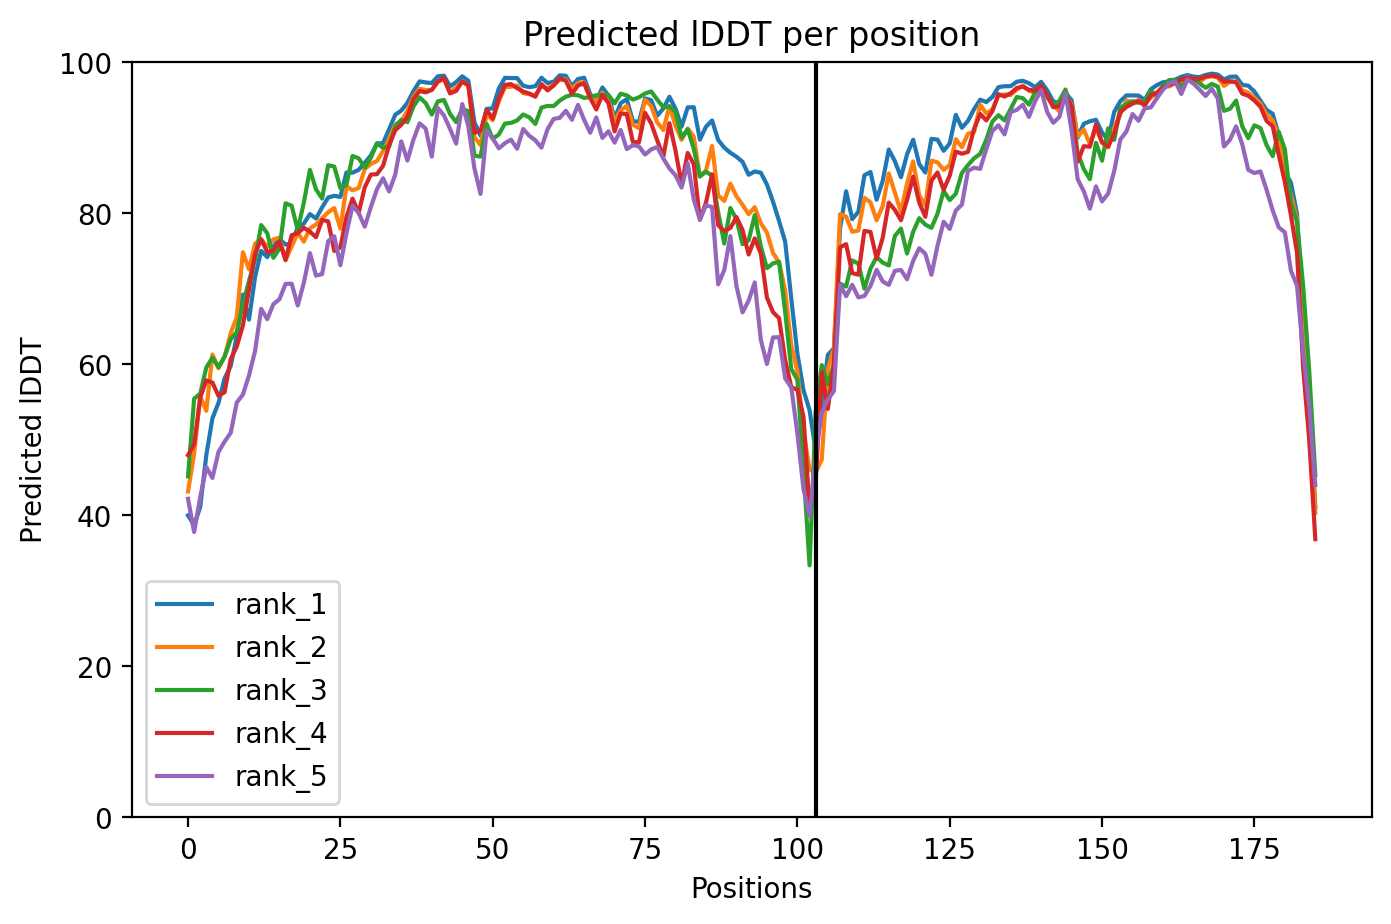 Predicted lDDT per position
100
80
60
40
20
0
Predicted lDDT
rank_1
rank_2
rank_3
rank_4
rank_5
0 25 50 75 100 125 150 175
Positions